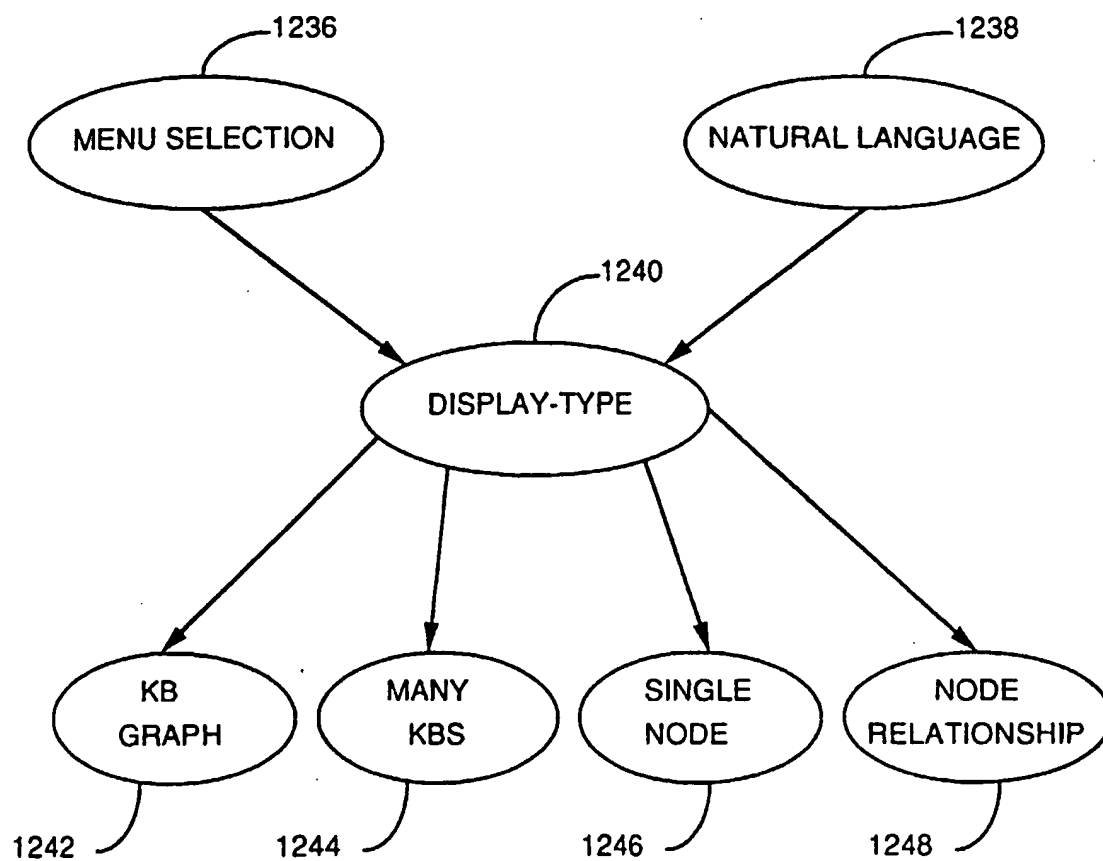 1236
1238
MENU SELECTION
NATURAL LANGUAGE
1240
DISPLAY-TYPE
KB
GRAPH
MANY
KBS
SINGLE
NODE
NODE
RELATIONSHIP
1242
1244
1246
1248